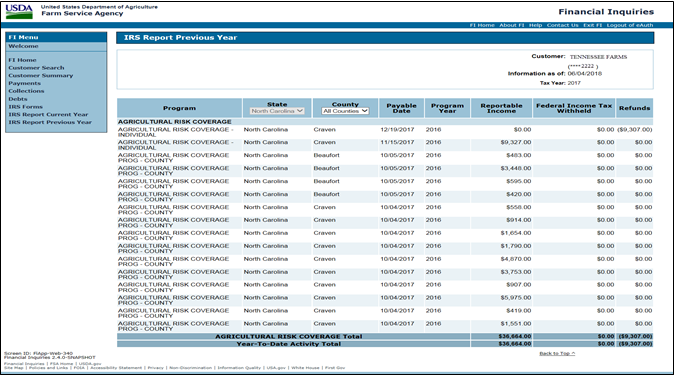 USDA United States Department of Agriculture
Farm Service Agency
Financial Inquiries
FI Home About FI Help Contact Us Exit FI Logout of eAuth
FI Menu
Welcome
FI Home
Customer Search
Customer Summary
Payments
Collections
Debts
IRS Forms
IRS Report Current Year
IRS Report Previous Year
IRS Report Previous Year
Customer: TENNESSEE FARMS
(****2222 )
Information as of: 06/04/2018
Tax Year: 2017
Program State County Payable Date Program Year Reportable Income Federal Income Tax Withheld Refunds
North Carolina All Counties
AGRICULTURAL RISK COVERAGE
AGRICULTURAL RISK COVERAGE - INDIVIDUAL North Carolina Craven 12/19/2017 2016 $0.00 $0.00 ($9,307.00)
AGRICULTURAL RISK COVERAGE - INDIVIDUAL North Carolina Craven 11/15/2017 2016 $9,327.00 $0.00 $0.00
AGRICULTURAL RISK COVERAGE PROG - COUNTY North Carolina Beaufort 10/05/2017 2016 $483.00 $0.00 $0.00
AGRICULTURAL RISK COVERAGE PROG - COUNTY North Carolina Beaufort 10/05/2017 2016 $3,448.00 $0.00 $0.00
AGRICULTURAL RISK COVERAGE PROG - COUNTY North Carolina Beaufort 10/05/2017 2016 $595.00 $0.00 $0.00
AGRICULTURAL RISK COVERAGE PROG - COUNTY North Carolina Beaufort 10/05/2017 2016 $420.00 $0.00 $0.00
AGRICULTURAL RISK COVERAGE PROG - COUNTY North Carolina Craven 10/04/2017 2016 $558.00 $0.00 $0.00
AGRICULTURAL RISK COVERAGE PROG - COUNTY North Carolina Craven 10/04/2017 2016 $914.00 $0.00 $0.00
AGRICULTURAL RISK COVERAGE PROG - COUNTY North Carolina Craven 10/04/2017 2016 $1,654.00 $0.00 $0.00
AGRICULTURAL RISK COVERAGE PROG - COUNTY North Carolina Craven 10/04/2017 2016 $1,790.00 $0.00 $0.00
AGRICULTURAL RISK COVERAGE PROG - COUNTY North Carolina Craven 10/04/2017 2016 $4,870.00 $0.00 $0.00
AGRICULTURAL RISK COVERAGE PROG - COUNTY North Carolina Craven 10/04/2017 2016 $3,753.00 $0.00 $0.00
AGRICULTURAL RISK COVERAGE PROG - COUNTY North Carolina Craven 10/04/2017 2016 $907.00 $0.00 $0.00
AGRICULTURAL RISK COVERAGE PROG - COUNTY North Carolina Craven 10/04/2017 2016 $5,975.00 $0.00 $0.00
AGRICULTURAL RISK COVERAGE PROG - COUNTY North Carolina Craven 10/04/2017 2016 $419.00 $0.00 $0.00
AGRICULTURAL RISK COVERAGE PROG - COUNTY North Carolina Craven 10/04/2017 2016 $1,551.00 $0.00 $0.00
AGRICULTURAL RISK COVERAGE Total $36,664.00 $0.00 ($9,307.00)
Year-To-Date Activity Total $36,664.00 $0.00 ($9,307.00)
Screen ID: FIApp-Web-340
Back to Top ^
Financial Inquiries 2.4.0-SNAPSHOT
Financial Inquiries | FSA Home | USDA.gov
Site Map | Policies and Links | FOIA | Accessibility Statement | Privacy | Non-Discrimination | Information Quality | USA.gov | White House | First Gov